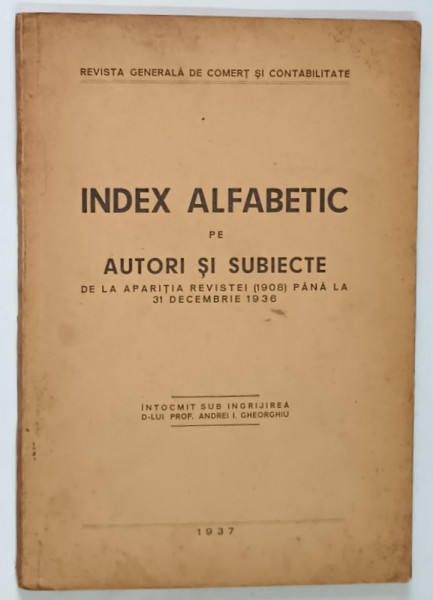 REVISTA GENERALĂ DE COMERȚ ȘI CONTABILITATE
INDEX ALFABETIC
PE
AUTORI ȘI SUBIECTE
DE LA APARIȚIA REVISTEI (1908) PÂNĂ LA
31 DECEMBRIE 1936
ÎNTOCMIT SUB INGRIJIREA
D-LUI PROF. ANDREI I. GHEORGHIU
1937